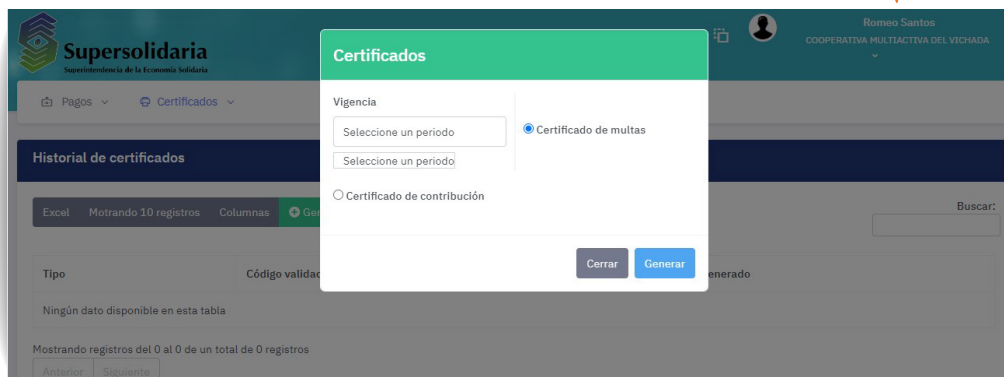 Romeo Santos
COOPERATIVA MULTIACTIVA DEL VICHADA
Supersolidaria
Superintendencia de la Economía Solidaria
Pagos
Certificados
Certificados
Vigencia
Seleccione un periodo
Seleccione un periodo
Certificado de multas
Certificado de contribución
Cerrar
Generar
Historial de certificados
Excel
Motrando 10 registros
Columnas
Ge
Buscar:
Tipo
Código validac
enerado
Ningún dato disponible en esta tabla
Mostrando registros del 0 al 0 de un total de 0 registros
Anterior
Siguiente